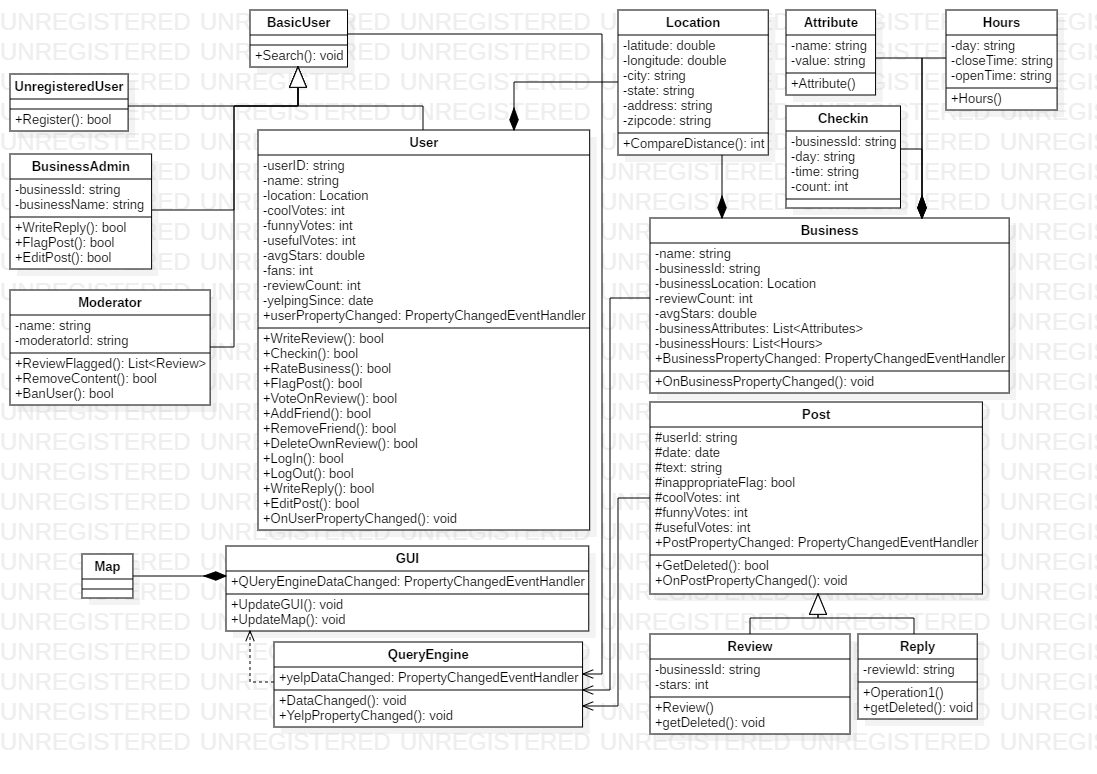 BasicUser
+Search(): void
UnregisteredUser
+Register(): bool
BusinessAdmin
-businessId: string
-businessName: string
+WriteReply(): bool
+FlagPost(): bool
+EditPost(): bool
Moderator
-name: string
-moderatorId: string
+ReviewFlagged(): List<Review>
+RemoveContent(): bool
+BanUser(): bool
User
-userID: string
-name: string
-location: Location
-coolVotes: int
-funnyVotes: int
-usefulVotes: int
-avgStars: double
-fans: int
-reviewCount: int
-yelpingSince: date
+userPropertyChanged: PropertyChangedEventHandler
+WriteReview(): bool
+Checkin(): bool
+RateBusiness(): bool
+FlagPost(): bool
+VoteOnReview(): bool
+AddFriend(): bool
+RemoveFriend(): bool
+DeleteOwnReview(): bool
+LogIn(): bool
+LogOut(): bool
+WriteReply(): bool
+EditPost(): bool
+OnUserPropertyChanged(): void
Location
-latitude: double
-longitude: double
-city: string
-state: string
-address: string
-zipcode: string
+CompareDistance(): int
Attribute
-name: string
-value: string
+Attribute()
Hours
-day: string
-closeTime: string
-openTime: string
+Hours()
Checkin
-businessId: string
-day: string
-time: string
-count: int
Business
-name: string
-businessId: string
-businessLocation: Location
-reviewCount: int
-avgStars: double
-businessAttributes: List<Attributes>
-businessHours: List<Hours>
+BusinessPropertyChanged: PropertyChangedEventHandler
+OnBusinessPropertyChanged(): void
Post
#userId: string
#date: date
#text: string
#inappropriateFlag: bool
#coolVotes: int
#funnyVotes: int
#usefulVotes: int
+PostPropertyChanged: PropertyChangedEventHandler
+GetDeleted(): bool
+OnPostPropertyChanged(): void
Map
GUI
+QUeryEngineDataChanged: PropertyChangedEventHandler
+UpdateGUI(): void
+UpdateMap(): void
QueryEngine
+yelpDataChanged: PropertyChangedEventHandler
+DataChanged(): void
+YelpPropertyChanged(): void
Review
-businessId: string
-stars: int
+Review()
+getDeleted(): void
Reply
-reviewId: string
+Operation1()
+getDeleted(): void
UNREGISTERED